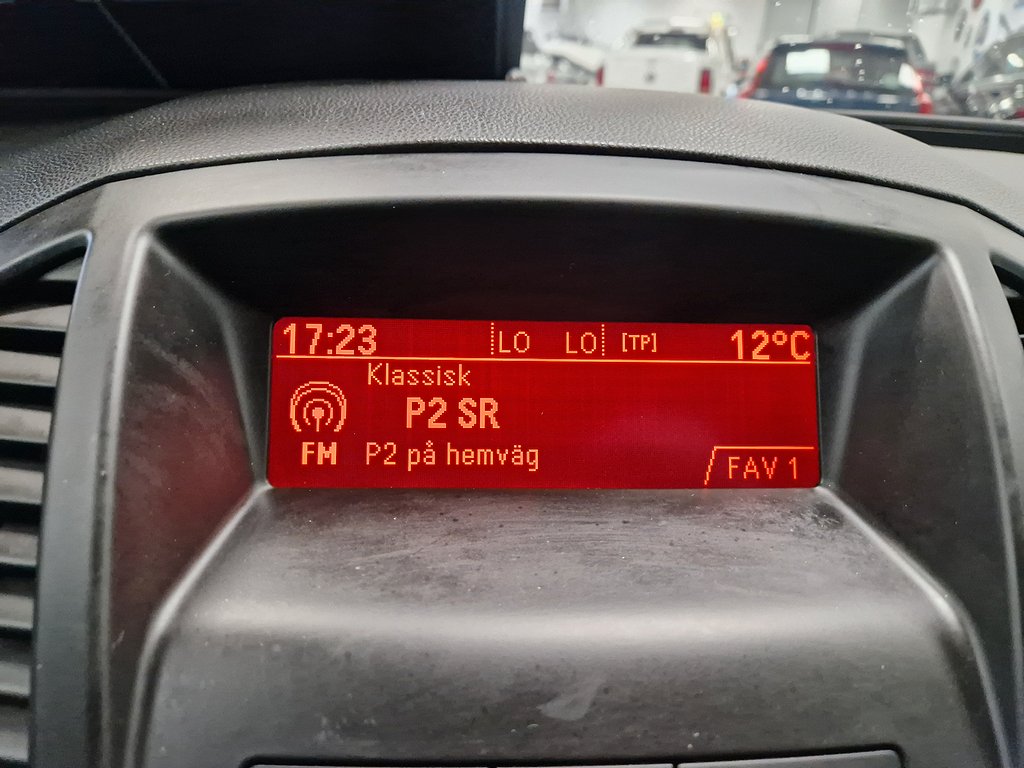 17:23 LO LO [TP] 12°C
Klassisk
P2 SR
FM P2 på hemväg
FAV 1